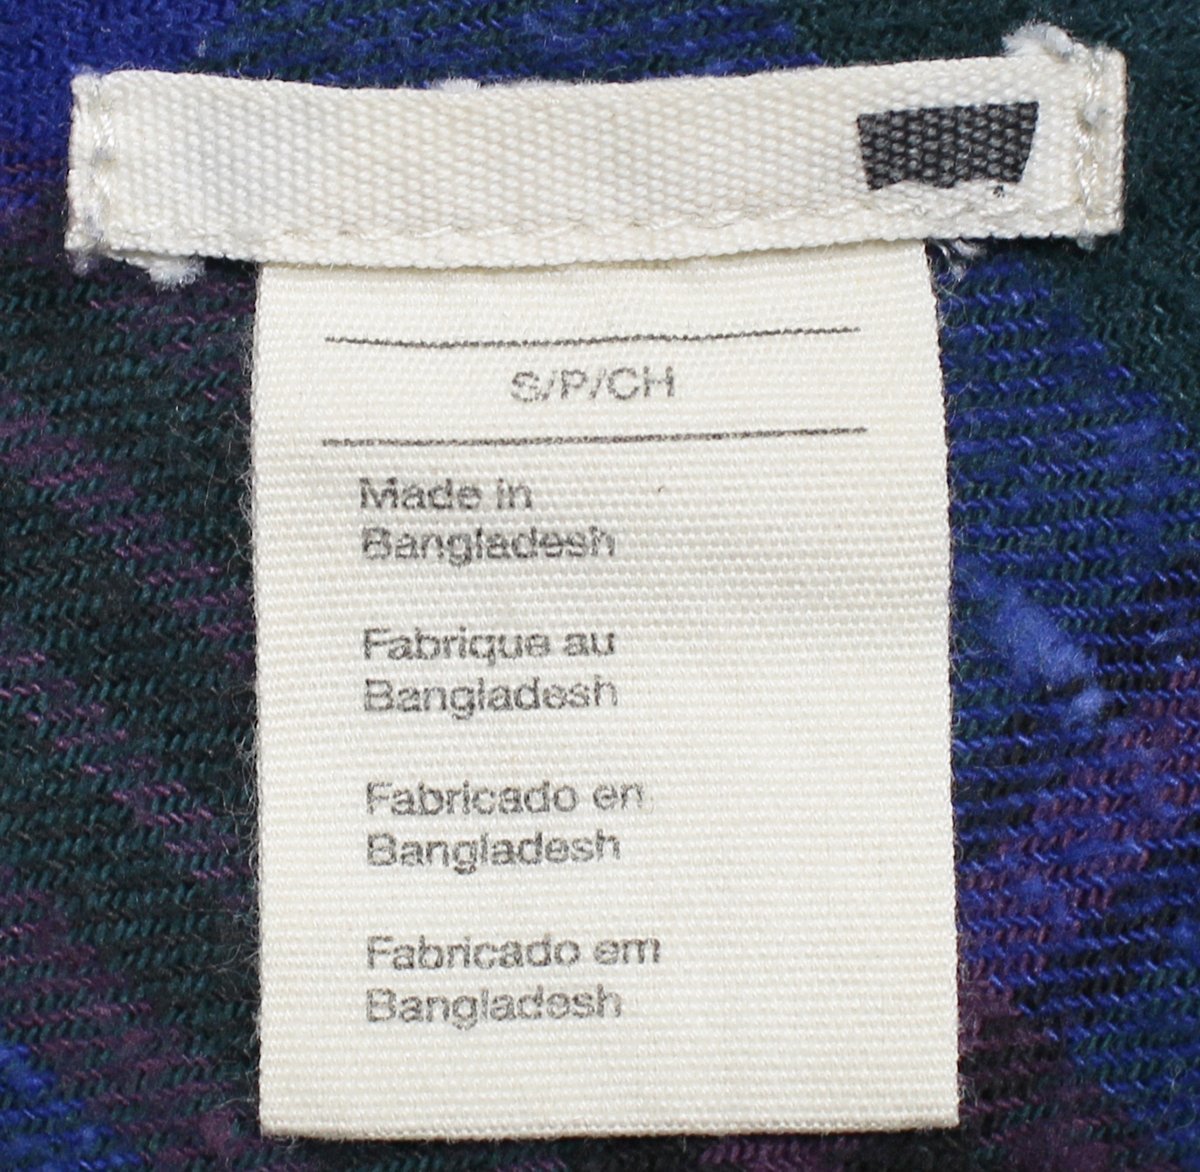 S/P/CH
Made in
Bangladesh
Fabrique au
Bangladesh
Fabricado en
Bangladesh
Fabricado em
Bangladesh